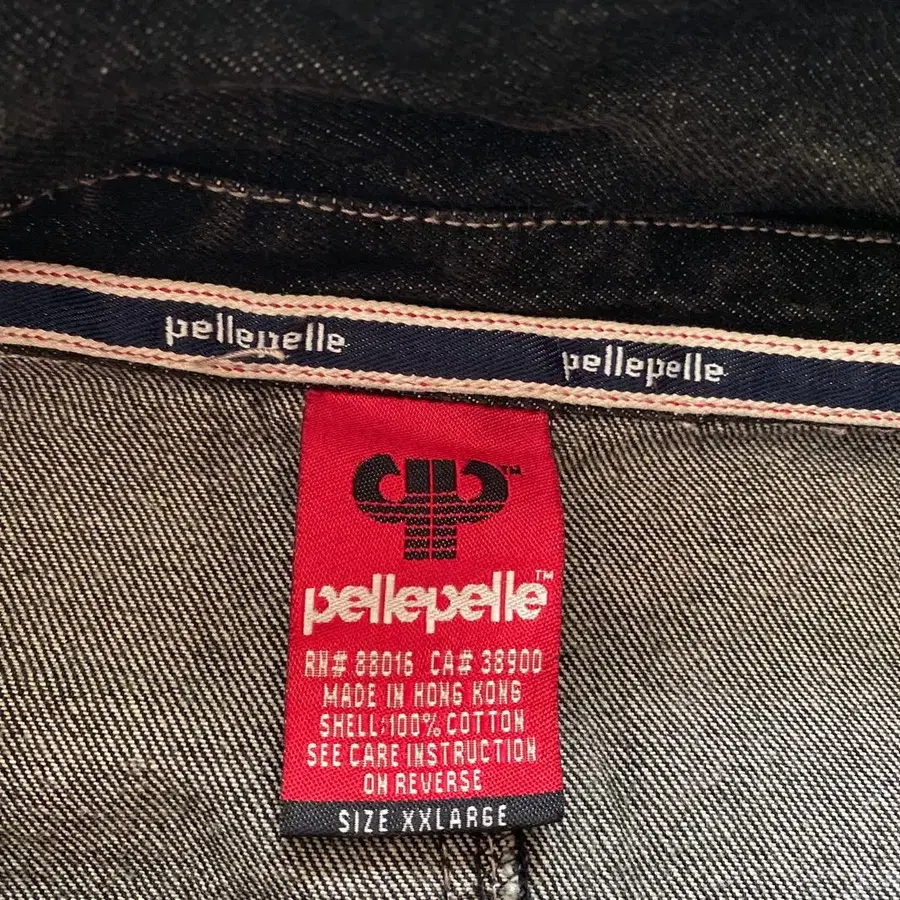 pellepelle
pellepelle
TM
pellepelle™
RN# 88016 CA# 38900
MADE IN HONG KONG
SHELL:100% COTTON
SEE CARE INSTRUCTION
ON REVERSE
SIZE XXLARGE